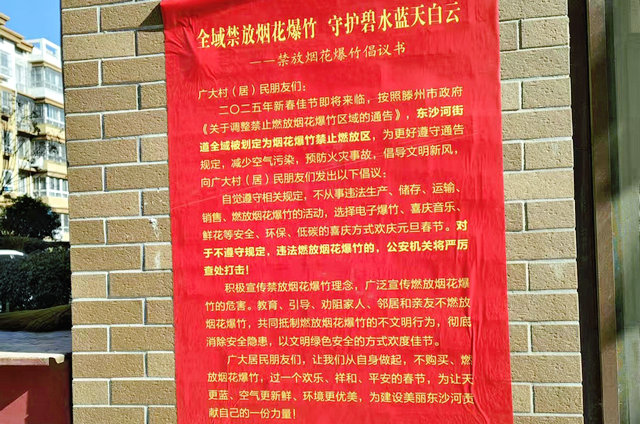 全域禁放烟花爆竹 守护碧水蓝天白云
——禁放烟花爆竹倡议书
广大村（居）民朋友们：
二〇二五年新春佳节即将来临，按照滕州市政府
《关于调整禁止燃放烟花爆竹区域的通告》，东沙河街
道全域被划定为烟花爆竹禁止燃放区，为更好遵守通告
规定，减少空气污染，预防火灾事故，倡导文明新风，
向广大村（居）民朋友们发出以下倡议：
自觉遵守相关规定，不从事违法生产、储存、运输、
销售、燃放烟花爆竹的活动，选择电子爆竹、喜庆音乐、
鲜花等安全、环保、低碳的喜庆方式欢庆元旦春节。对
于不遵守规定，违法燃放烟花爆竹的，公安机关将严厉
查处打击！
积极宣传禁放烟花爆竹理念，广泛宣传燃放烟花爆
竹的危害。教育、引导、劝阻家人、邻居和亲友不燃放
烟花爆竹，共同抵制燃放烟花爆竹的不文明行为，彻底
消除安全隐患，以文明绿色安全的方式欢度佳节。
广大居民朋友们，让我们从自身做起，不购买、燃
放烟花爆竹，过一个欢乐、祥和、平安的春节，为让天
更蓝、空气更新鲜、环境更优美，为建设美丽东沙河贡
献自己的一份力量！